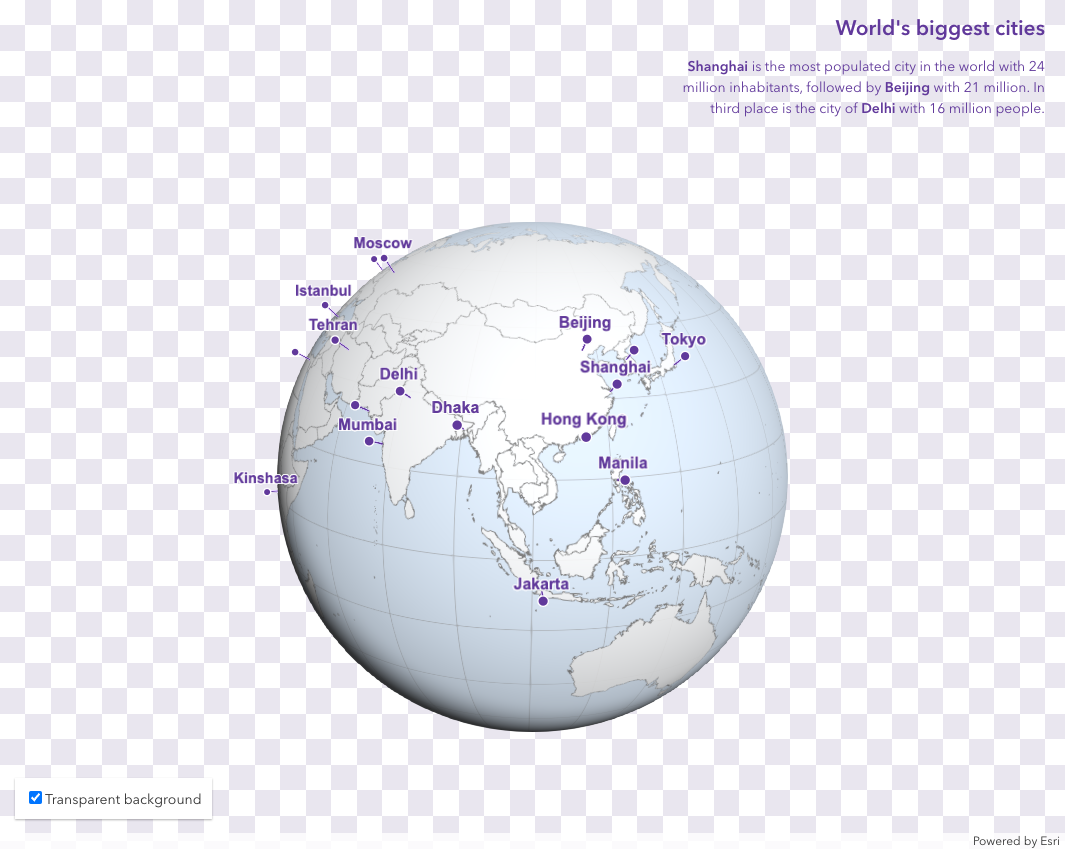 World's biggest cities
Shanghai is the most populated city in the world with 24
million inhabitants, followed by Beijing with 21 million. In
third place is the city of Delhi with 16 million people.
Moscow
Istanbul
Tehran
Beijing
Tokyo
Shanghai
Delhi
Dhaka
Hong Kong
Mumbai
Manila
Kinshasa
Jakarta
Transparent background
Powered by Esri